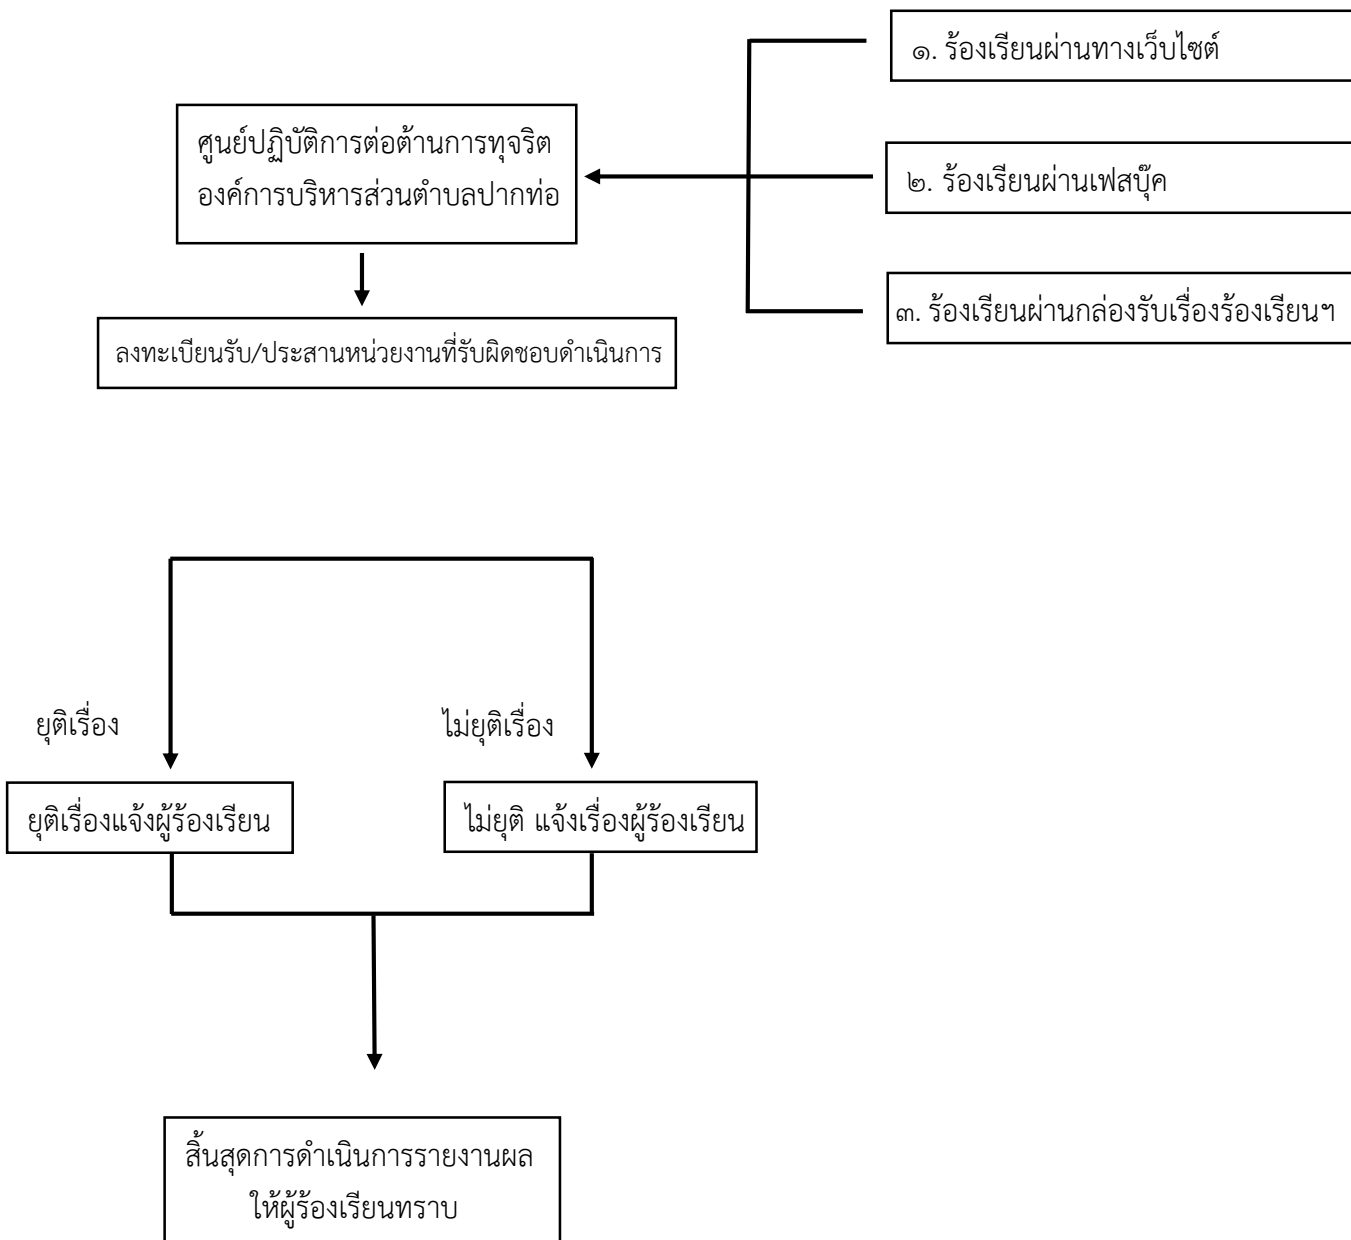 ๑. ร้องเรียนผ่านทางเว็บไซต์
ศูนย์ปฏิบัติการต่อต้านการทุจริต
องค์การบริหารส่วนตำบลปากท่อ
๒. ร้องเรียนผ่านเฟสบุ๊ค
๓. ร้องเรียนผ่านกล่องรับเรื่องร้องเรียนฯ
ลงทะเบียนรับ/ประสานหน่วยงานที่รับผิดชอบดำเนินการ
ยุติเรื่อง
ไม่ยุติเรื่อง
ยุติเรื่องแจ้งผู้ร้องเรียน
ไม่ยุติ แจ้งเรื่องผู้ร้องเรียน
สิ้นสุดการดำเนินการรายงานผล
ให้ผู้ร้องเรียนทราบ